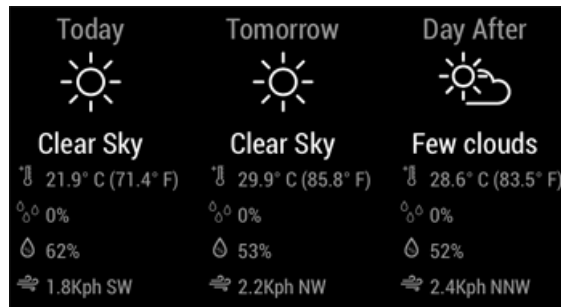 Today Tomorrow Day After
Clear Sky Clear Sky Few clouds
21.9° C (71.4° F) 29.9° C (85.8° F) 28.6° C (83.5° F)
0% 0% 0%
62% 53% 52%
1.8Kph SW 2.2Kph NW 2.4Kph NNW